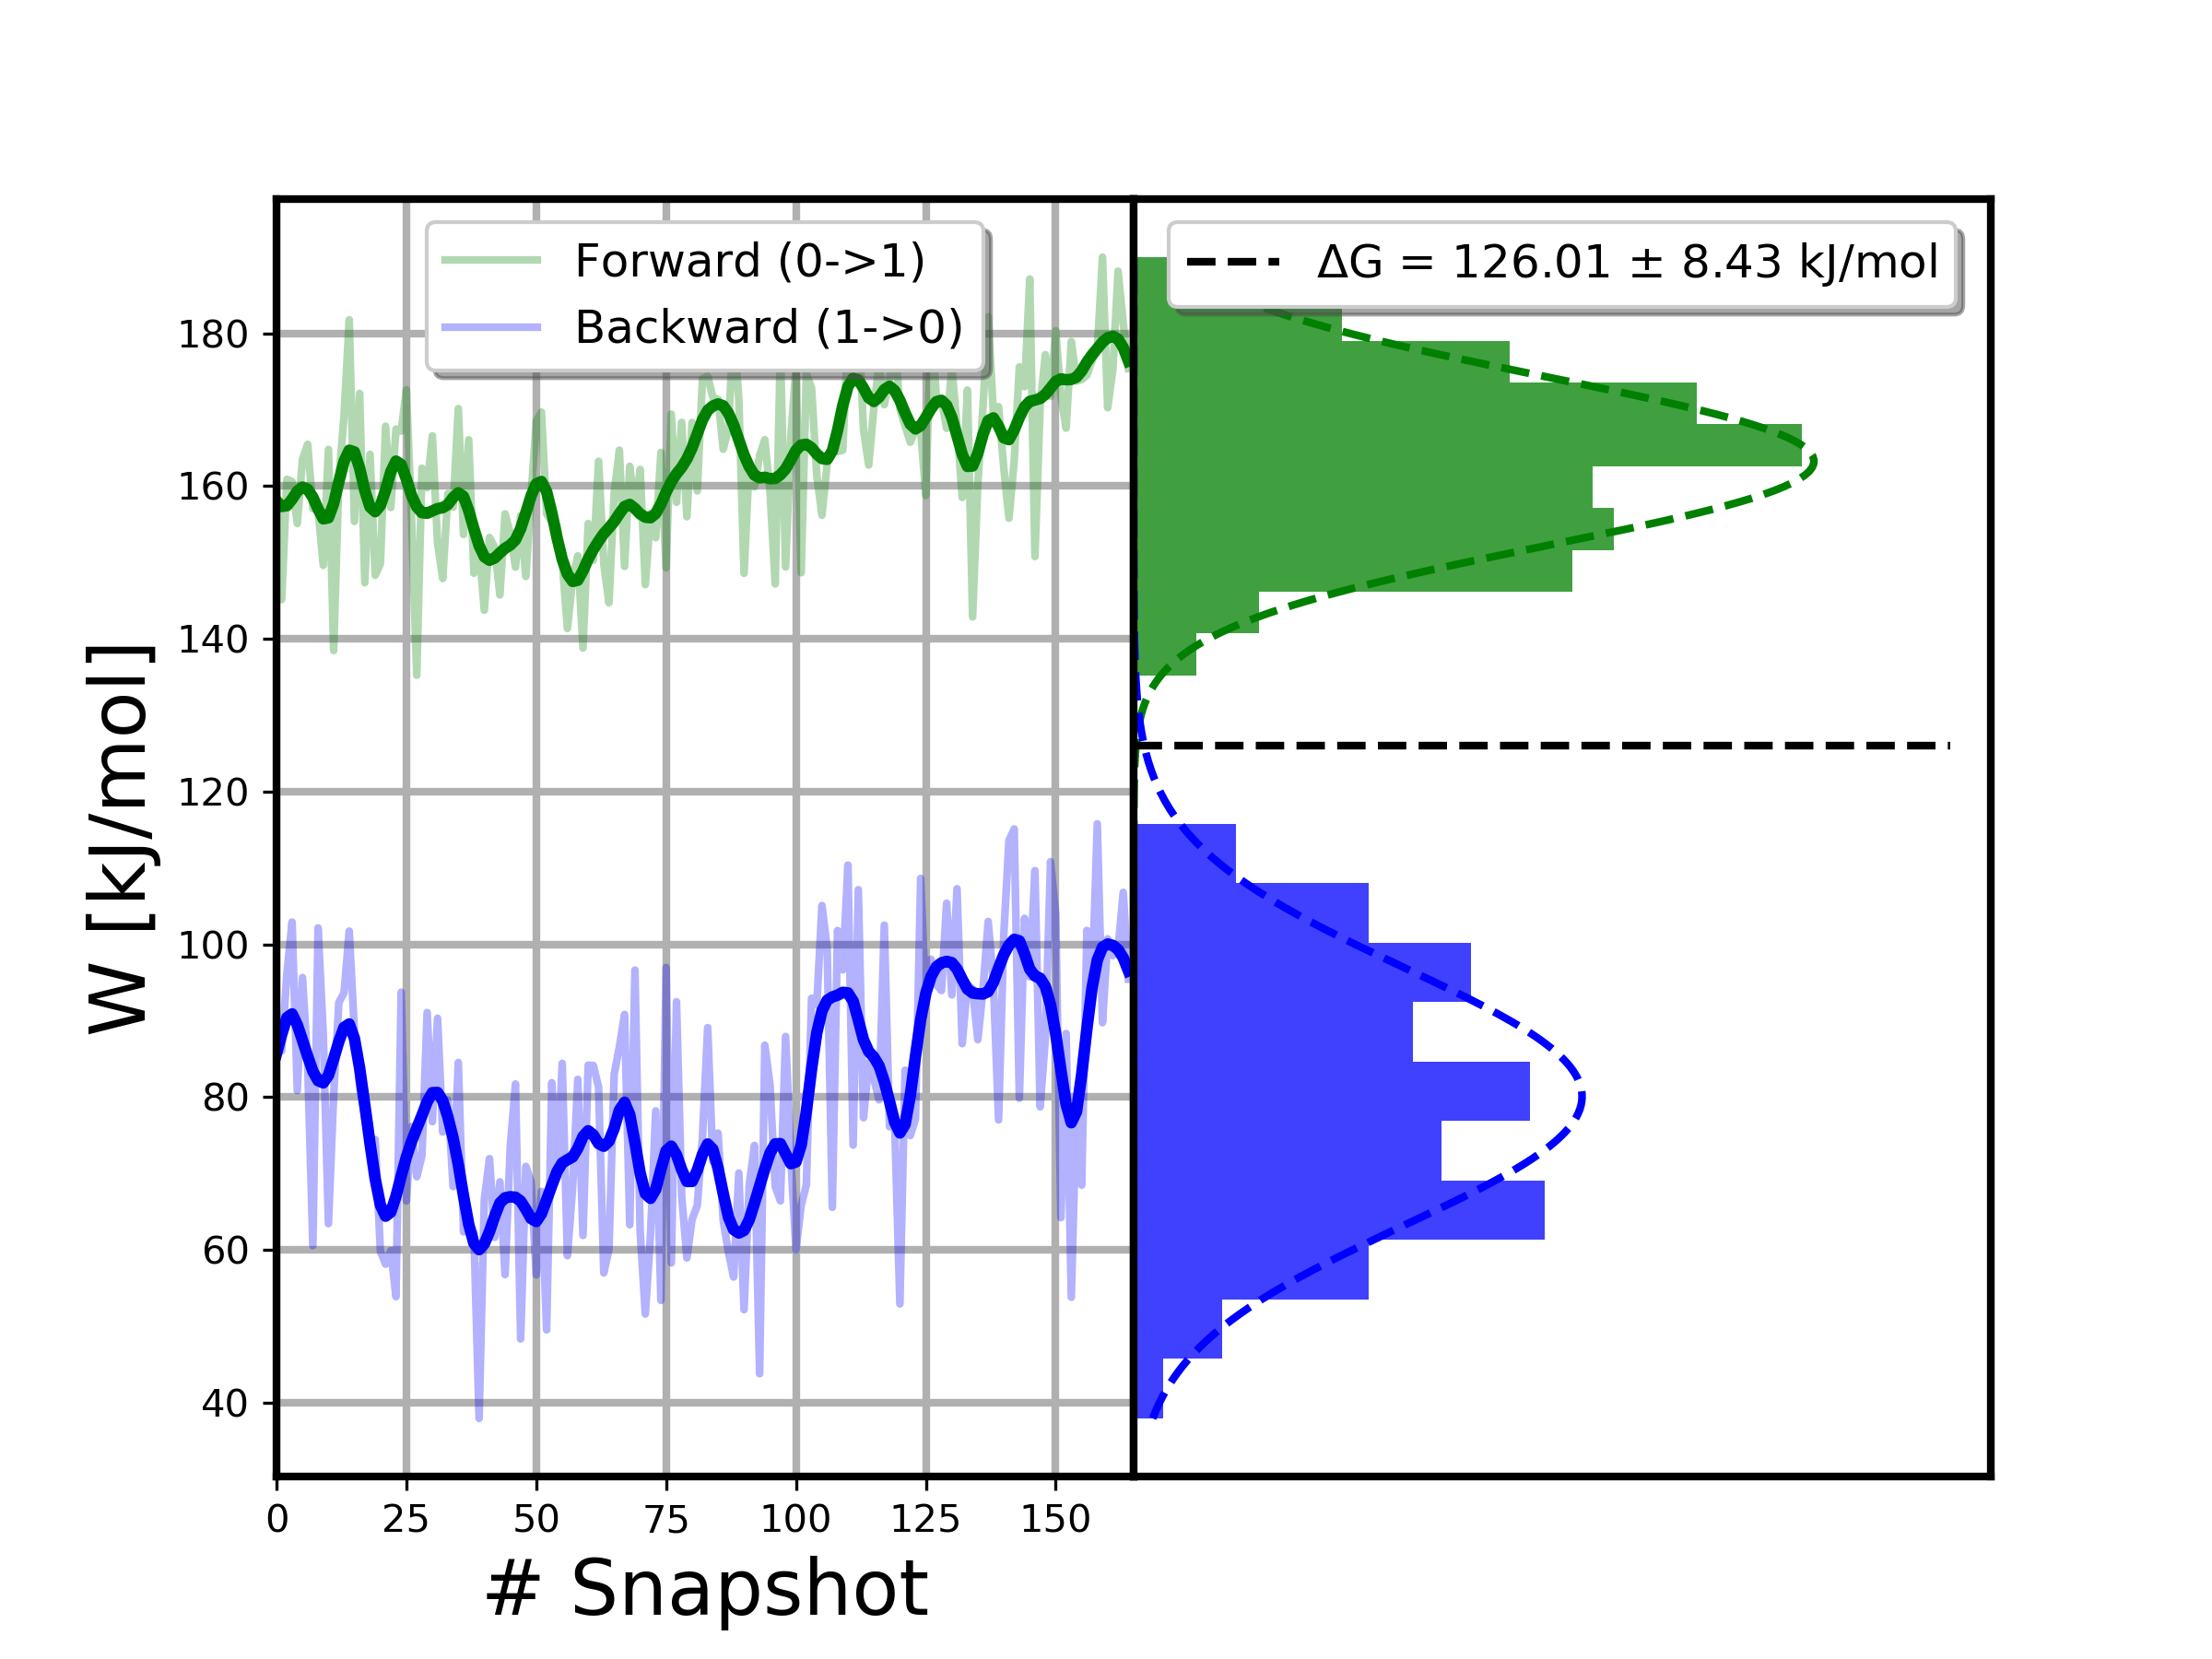 Forward (0->1)
Backward (1->0)
ΔG = 126.01 ± 8.43 kJ/mol
W [kJ/mol]
180
160
140
120
100
80
60
40
0 25 50 75 100 125 150
# Snapshot